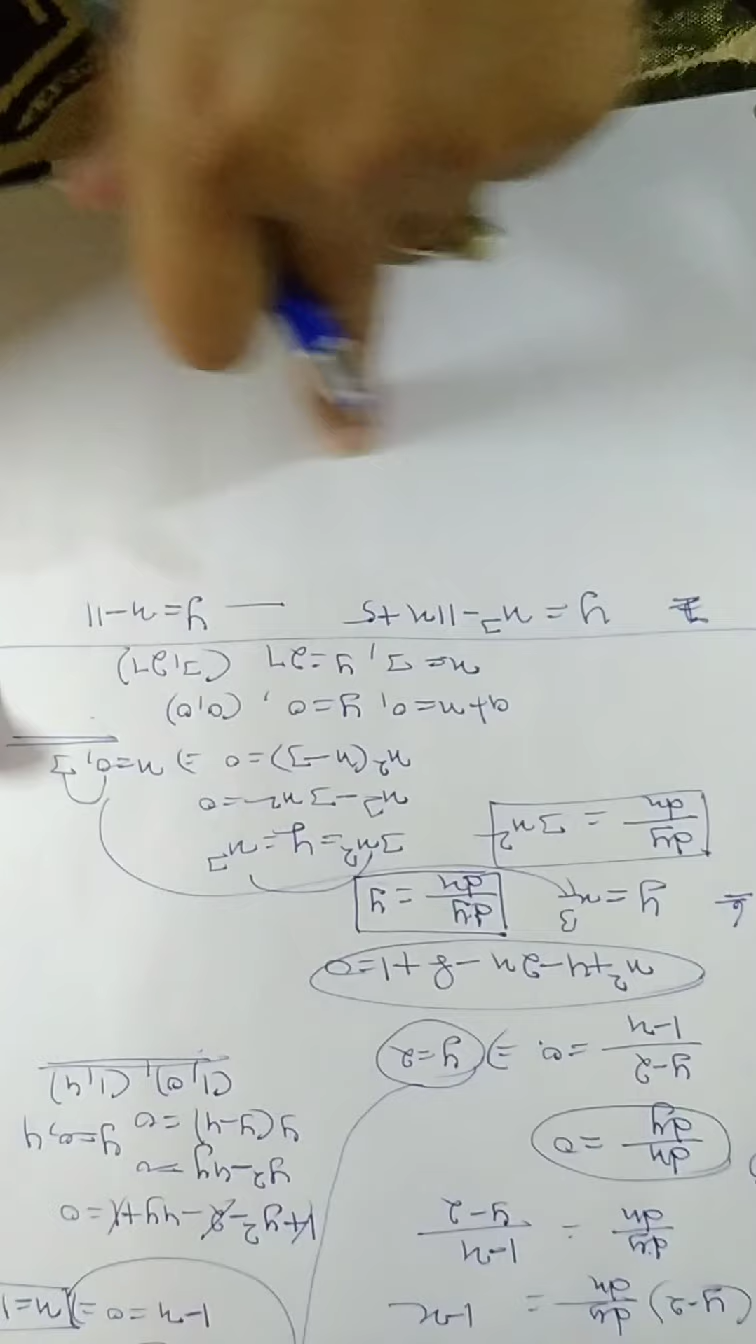 (y-2) dy/dx = 1-x
dy/dx = 1-x/y-2
1-x=0 ⇒ x=1
1+y²-2-4y+1=0
y²-4y=0
y(y-4)=0 y=0,4
(1,0), (1,4)
dx/dy = 0
y-2/1-x = 0 ⇒ y=2
x²+4-2x-8+1=0
6 y=x³ dy/dx = y
dy/dx = 3x²
3x²=y=x³
x³-3x²=0
x²(x-3)=0 ⇒ x=0,3
at x=0, y=0, (0,0)
x=3, y=27 (3,27)
7 y=x³-11x+5 — y=x-11